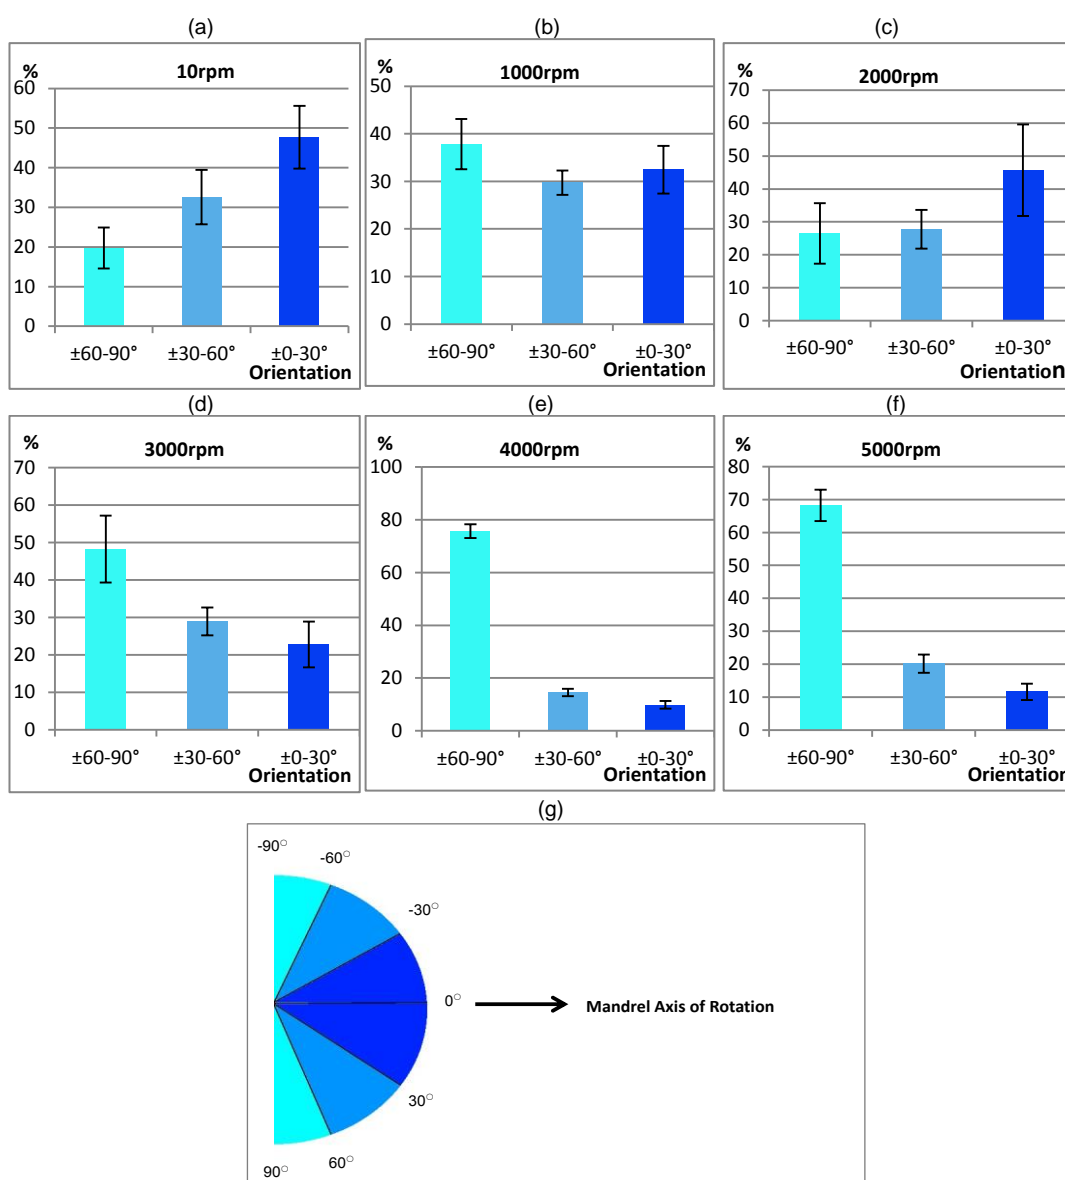 (a)
%
10rpm
60
50
40
30
20
10
0
±60-90° ±30-60° ±0-30°
Orientation
(b)
1000rpm
50
40
30
20
10
0
±60-90° ±30-60° ±0-30°
Orientation
(c)
%
2000rpm
70
60
50
40
30
20
10
0
±60-90° ±30-60° ±0-30°
Orientation
(d)
%
3000rpm
70
60
50
40
30
20
10
0
±60-90° ±30-60° ±0-30°
Orientation
(e)
%
4000rpm
100
80
60
40
20
0
±60-90° ±30-60° ±0-30°
Orientation
(f)
%
5000rpm
80
70
60
50
40
30
20
10
0
±60-90° ±30-60° ±0-30°
Orientation
(g)
-90°
-60°
-30°
0°
Mandrel Axis of Rotation
30°
60°
90°